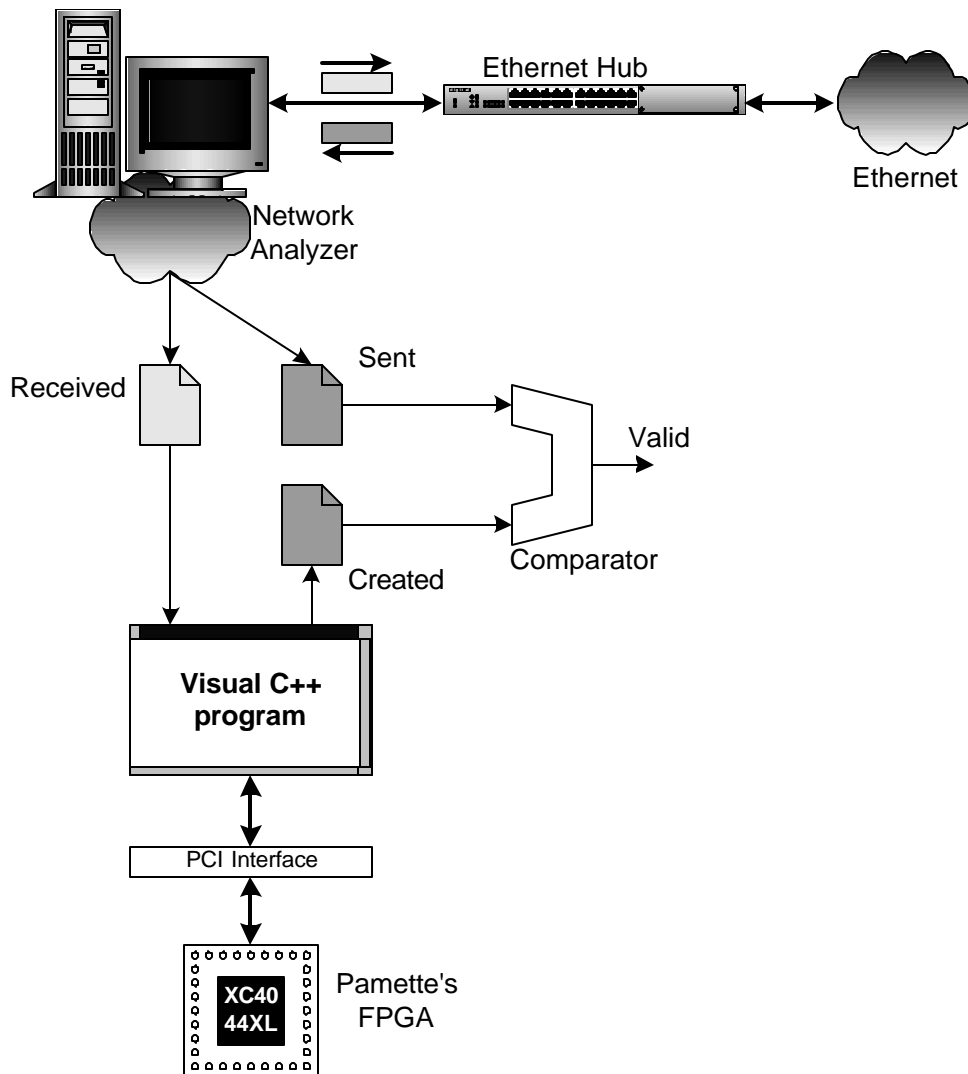 Ethernet Hub
Ethernet
Network
Analyzer
Sent
Received
Valid
Comparator
Created
Visual C++
program
PCI Interface
XC40
44XL
Pamette's
FPGA